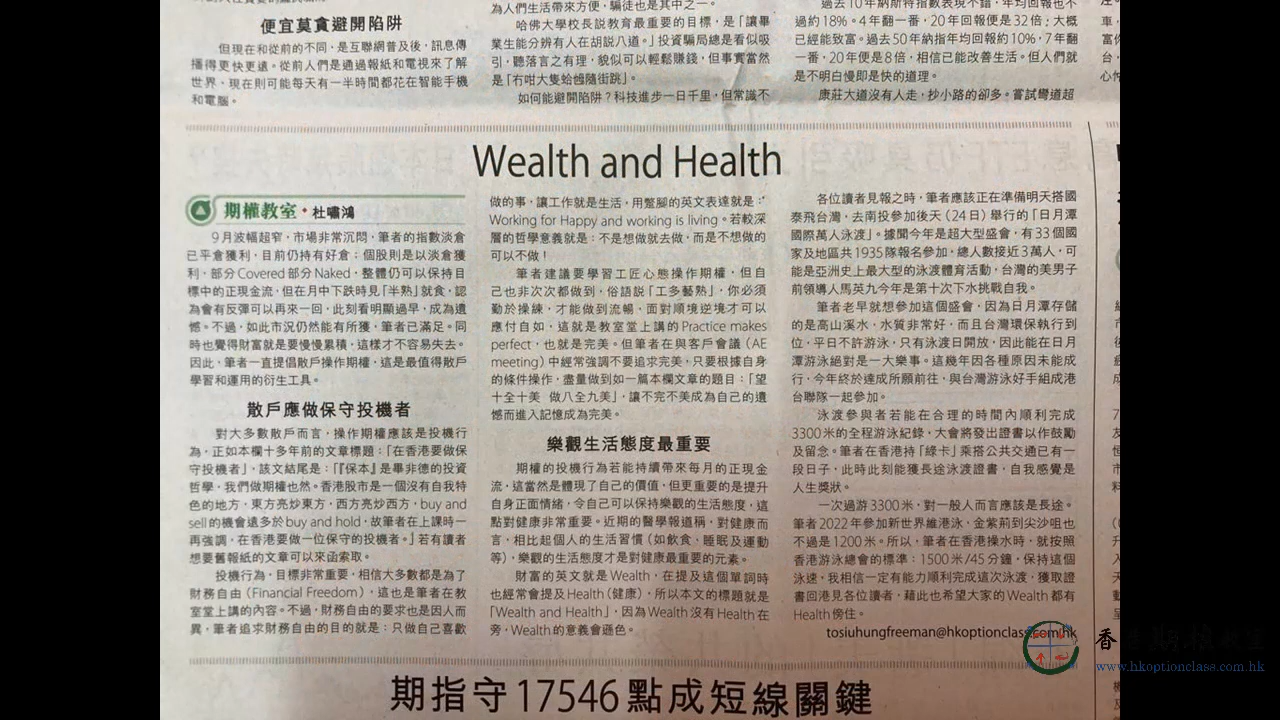 便宜莫貪避開陷阱
但現在和從前的不同，是互聯網普及後，訊息傳
播得更快更遠。從前人們是通過報紙和電視來了解
世界，現在則可能每天有一半時間都花在智能手機
和電腦。
為人們生活帶來方便，騙徒也是其中之一。
哈佛大學校長説教育最重要的目標，是「讓畢
業生能分辨有人在胡説八道。」投資騙局總是看似吸
引，聽落言之有理，貌似可以輕鬆賺錢，但事實當然
是「冇咁大隻蛤乸隨街跳」。
如何能避開陷阱？科技進步一日千里，但常識不
過去10年納斯特指數表現不錯，年均回報也不
過約18%。4年翻一番，20年回報便是32倍；大概
已經能致富。過去50年納指年均回報約10%，7年翻
一番，20年便是8倍，相信已能改善生活。但人們就
是不明白慢即是快的道理。
康莊大道沒有人走，抄小路的卻多。嘗試彎道超
Wealth and Health
期權教室 • 杜嘯鴻
9月波幅超窄，市場非常沉悶，筆者的指數淡倉
已平倉獲利，目前仍持有好倉；個股則是以淡倉獲
利，部分Covered部分Naked，整體仍可以保持目
標中的正現金流，但在月中下跌時見「半熟」就食，認
為會有反彈可以再來一回，此刻看明顯過早，成為遺
憾。不過，如此市況仍然能有所獲，筆者已滿足。同
時也覺得財富就是要慢慢累積，這樣才不容易失去。
因此，筆者一直提倡散戶操作期權，這是最值得散戶
學習和運用的衍生工具。
散戶應做保守投機者
對大多數散戶而言，操作期權應該是投機行
為，正如本欄十多年前的文章標題：「在香港要做保
守投機者」，該文結尾是：「『保本』是畢非德的投資
哲學，我們做期權也然。香港股市是一個沒有自我特
色的地方，東方亮炒東方，西方亮炒西方，buy and
sell的機會遠多於buy and hold，故筆者在上課時一
再強調，在香港要做一位保守的投機者。」若有讀者
想要舊報紙的文章可以來函索取。
投機行為，目標非常重要，相信大多數都是為了
財務自由（Financial Freedom），這也是筆者在教
室堂上講的內容。不過，財務自由的要求也是因人而
異，筆者追求財務自由的目的就是：只做自己喜歡
做的事，讓工作就是生活，用蹩腳的英文表達就是：'
Working for Happy and working is living。若較深
層的哲學意義就是：不是想做就去做，而是不想做的
可以不做！
筆者建議要學習工匠心態操作期權，但自
己也非次次都做到，俗語説「工多藝熟」，你必須
勤於操練，才能做到流暢，面對順境逆境才可以
應付自如，這就是教室堂上講的Practice makes
perfect，也就是完美。但筆者在與客戶會議（AE
meeting）中經常強調不要追求完美，只要根據自身
的條件操作，盡量做到如一篇本欄文章的題目：「望
十全十美　做八全九美」，讓不完不美成為自己的遺
憾而進入記憶成為完美。
樂觀生活態度最重要
期權的投機行為若能持續帶來每月的正現金
流，這當然是體現了自己的價值，但更重要的是提升
自身正面情緒，令自己可以保持樂觀的生活態度，這
點對健康非常重要。近期的醫學報道稱，對健康而
言，相比起個人的生活習慣（如飲食、睡眠及運動
等），樂觀的生活態度才是對健康最重要的元素。
財富的英文就是Wealth，在提及這個單詞時
也經常會提及Health（健康），所以本文的標題就是
「Wealth and Health」，因為Wealth沒有Health在
旁，Wealth的意義會遜色。
各位讀者見報之時，筆者應該正在準備明天搭國
泰飛台灣，去南投參加後天（24日）舉行的「日月潭
國際萬人泳渡」。據聞今年是超大型盛會，有33個國
家及地區共1935隊報名參加，總人數接近3萬人，可
能是亞洲史上最大型的泳渡體育活動，台灣的美男子
前領導人馬英九今年是第十次下水挑戰自我。
筆者老早就想參加這個盛會，因為日月潭存儲
的是高山溪水，水質非常好，而且台灣環保執行到
位，平日不許游泳，只有泳渡日開放，因此能在日月
潭游泳絕對是一大樂事。這幾年因各種原因未能成
行，今年終於達成所願前往，與台灣游泳好手組成港
台聯隊一起參加。
泳渡參與者若能在合理的時間內順利完成
3300米的全程游泳紀錄，大會將發出證書以作鼓勵
及留念。筆者在香港持「綠卡」乘搭公共交通已有一
段日子，此時此刻能獲長途泳渡證書，自我感覺是
人生獎狀。
一次過游3300米，對一般人而言應該是長途。
筆者2022年參加新世界維港泳，金紫荊到尖沙咀也
不過是1200米。所以，筆者在香港操水時，就按照
香港游泳總會的標準：1500米/45分鐘，保持這個
泳速，我相信一定有能力順利完成這次泳渡，獲取證
書回港見各位讀者，藉此也希望大家的Wealth都有
Health傍住。
tosiuhungfreeman@hkoptionclass.com.hk
香港期權教室
www.hkoptionclass.com.hk
期指守17546點成短線關鍵